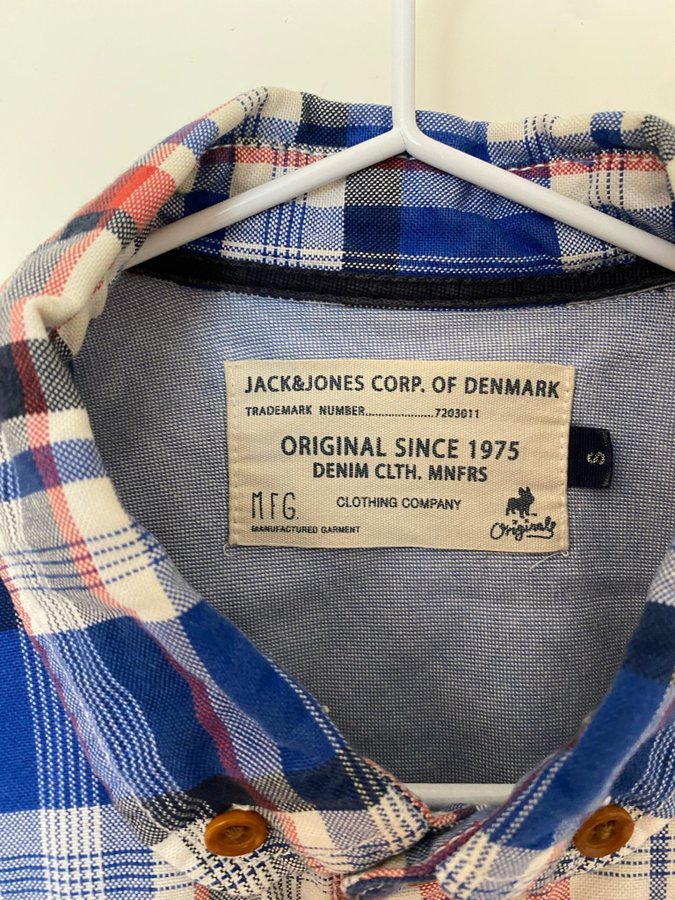 JACK&JONES CORP. OF DENMARK
TRADEMARK NUMBER.....................7203011
ORIGINAL SINCE 1975
DENIM CLTH. MNFRS
MFG. CLOTHING COMPANY
MANUFACTURED GARMENT
Originals
S